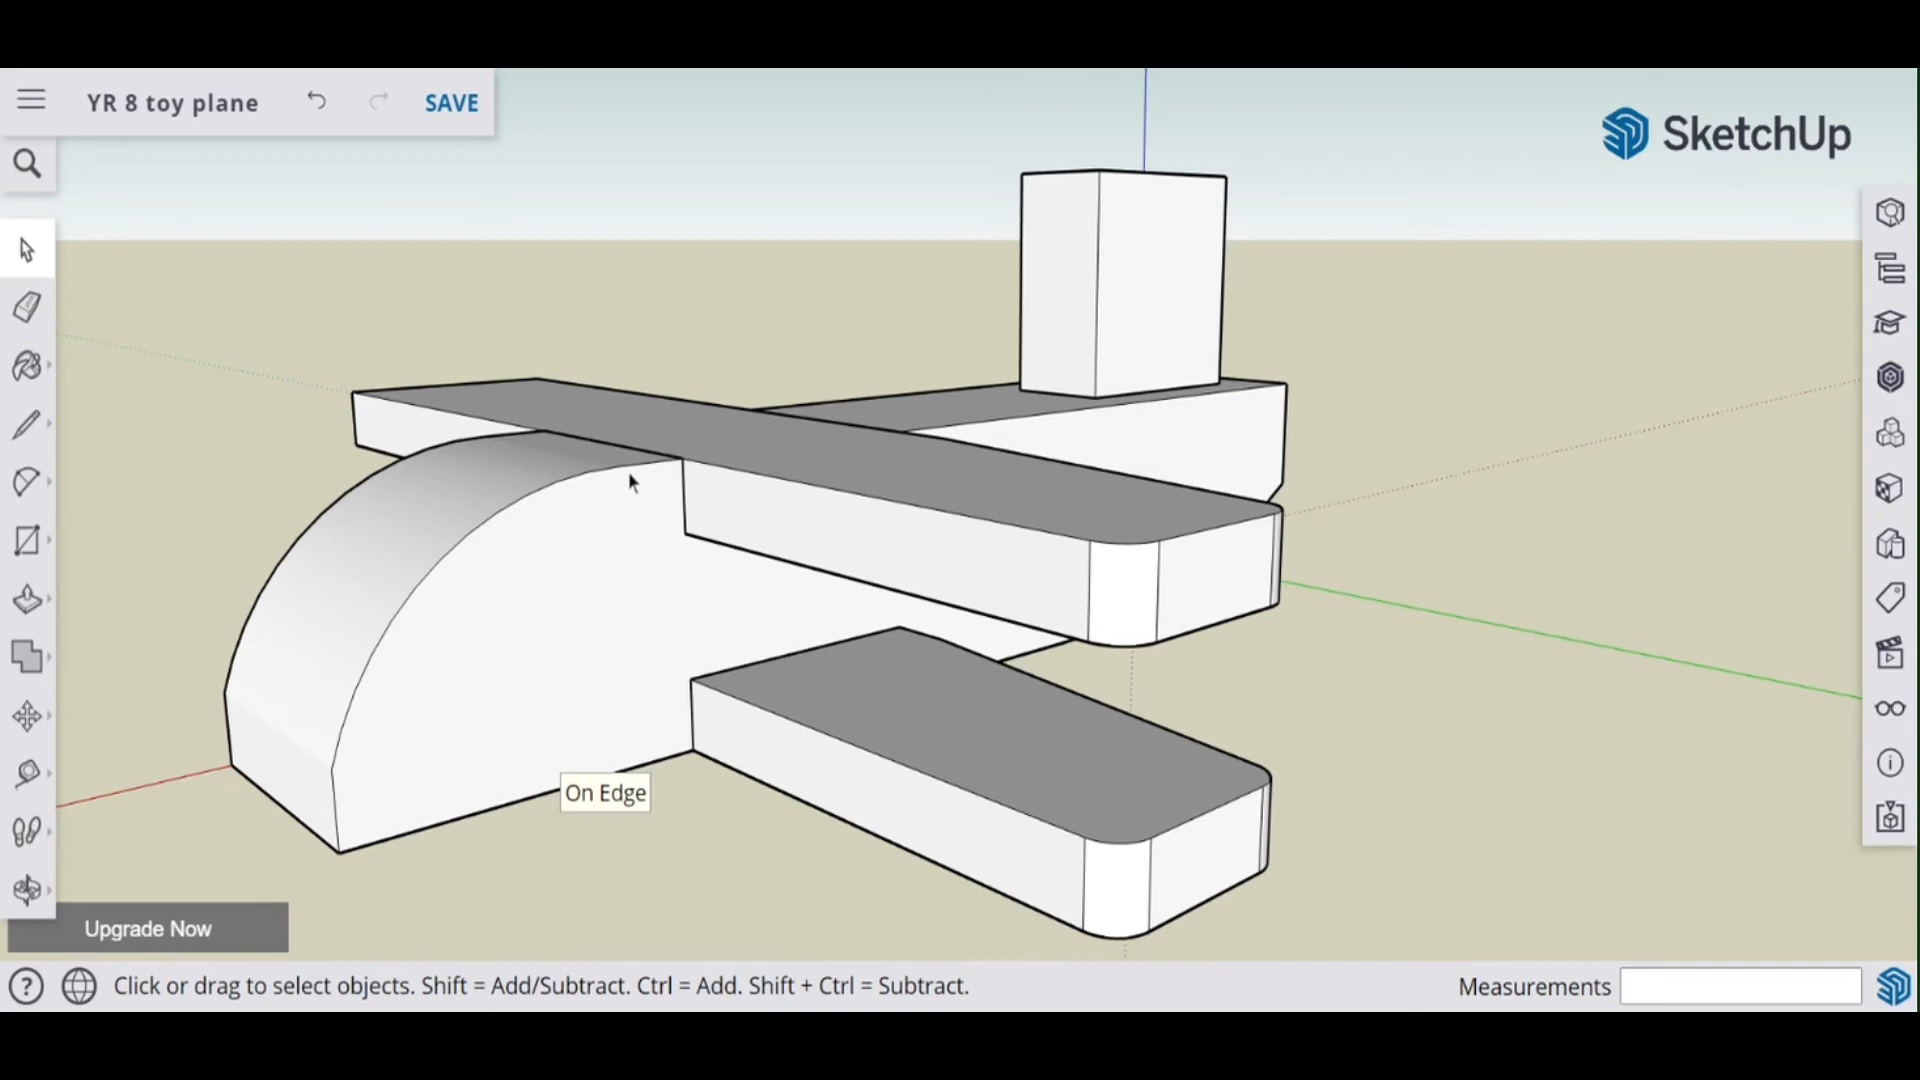 YR 8 toy plane
SAVE
SketchUp
On Edge
Upgrade Now
Click or drag to select objects. Shift = Add/Subtract. Ctrl = Add. Shift + Ctrl = Subtract.
Measurements